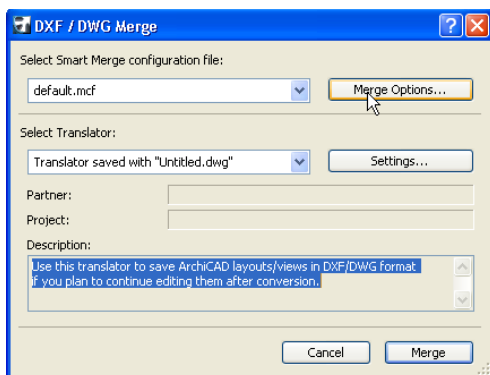 DXF / DWG Merge
Select Smart Merge configuration file:
default.mcf
Merge Options...
Select Translator:
Translator saved with "Untitled.dwg"
Settings...
Partner:
Project:
Description:
Use this translator to save ArchiCAD layouts/views in DXF/DWG format
if you plan to continue editing them after conversion.
Cancel
Merge